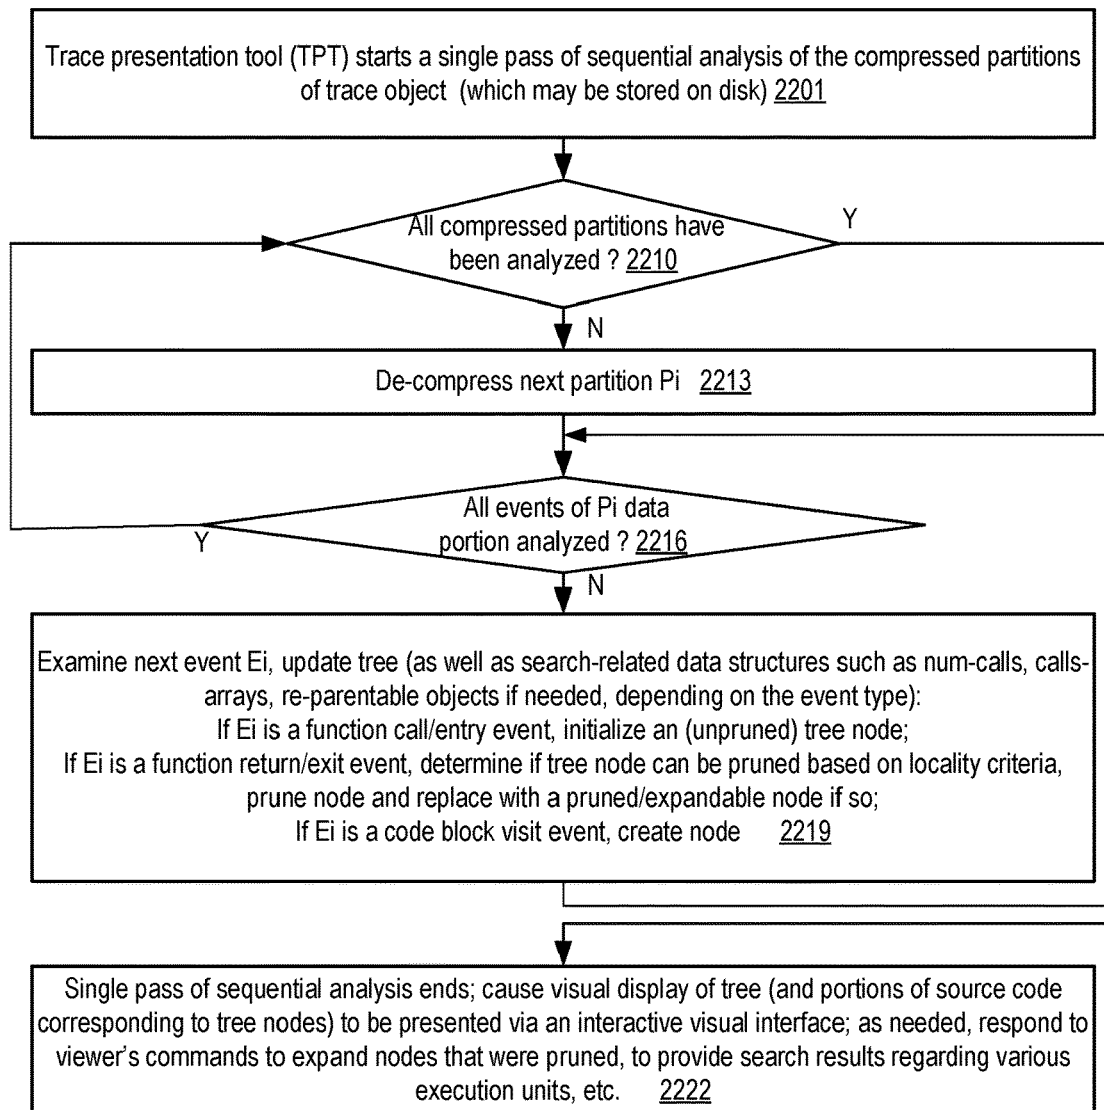 Trace presentation tool (TPT) starts a single pass of sequential analysis of the compressed partitions
of trace object (which may be stored on disk) 2201
All compressed partitions have
been analyzed ? 2210
Y
N
De-compress next partition Pi 2213
All events of Pi data
portion analyzed ? 2216
Y
N
Examine next event Ei, update tree (as well as search-related data structures such as num-calls, calls-
arrays, re-parentable objects if needed, depending on the event type):
If Ei is a function call/entry event, initialize an (unpruned) tree node;
If Ei is a function return/exit event, determine if tree node can be pruned based on locality criteria,
prune node and replace with a pruned/expandable node if so;
If Ei is a code block visit event, create node 2219
Single pass of sequential analysis ends; cause visual display of tree (and portions of source code
corresponding to tree nodes) to be presented via an interactive visual interface; as needed, respond to
viewer's commands to expand nodes that were pruned, to provide search results regarding various
execution units, etc. 2222